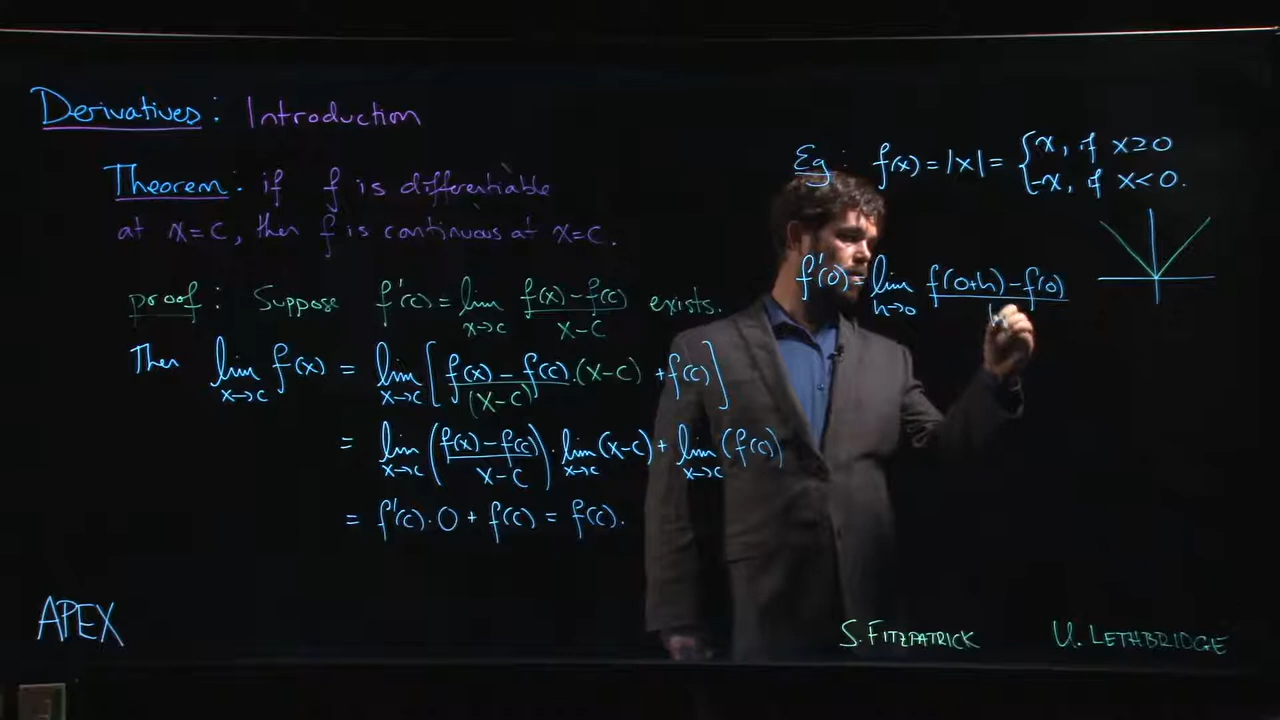 Derivatives: Introduction
Theorem: if f is differentiable
at x=c, then f is continuous at x=c.
proof: Suppose f'(c) = lim x→c (f(x)-f(c))/(x-c) exists.
Then lim x→c f(x) = lim x→c [(f(x)-f(c))/(x-c) · (x-c) + f(c)]
= lim x→c ((f(x)-f(c))/(x-c)) · lim x→c (x-c) + lim x→c (f(c))
= f'(c)·0 + f(c) = f(c).
Eg: f(x) = |x| = { x, if x≥0
-x, if x<0.
f'(0) = lim h→0 (f(0+h)-f(0))/h
APEX
S. FITZPATRICK
U. LETHBRIDGE